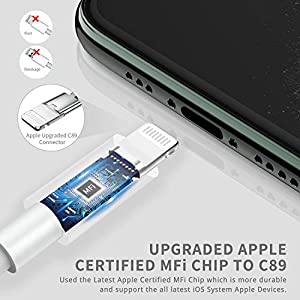 Rust
Breakage
Apple Upgraded C89
Connector
MFi
UPGRADED APPLE
CERTIFIED MFi CHIP TO C89
Used the Latest Apple Certified MFi Chip which is more durable
and support the all latest iOS System Apple Devices.